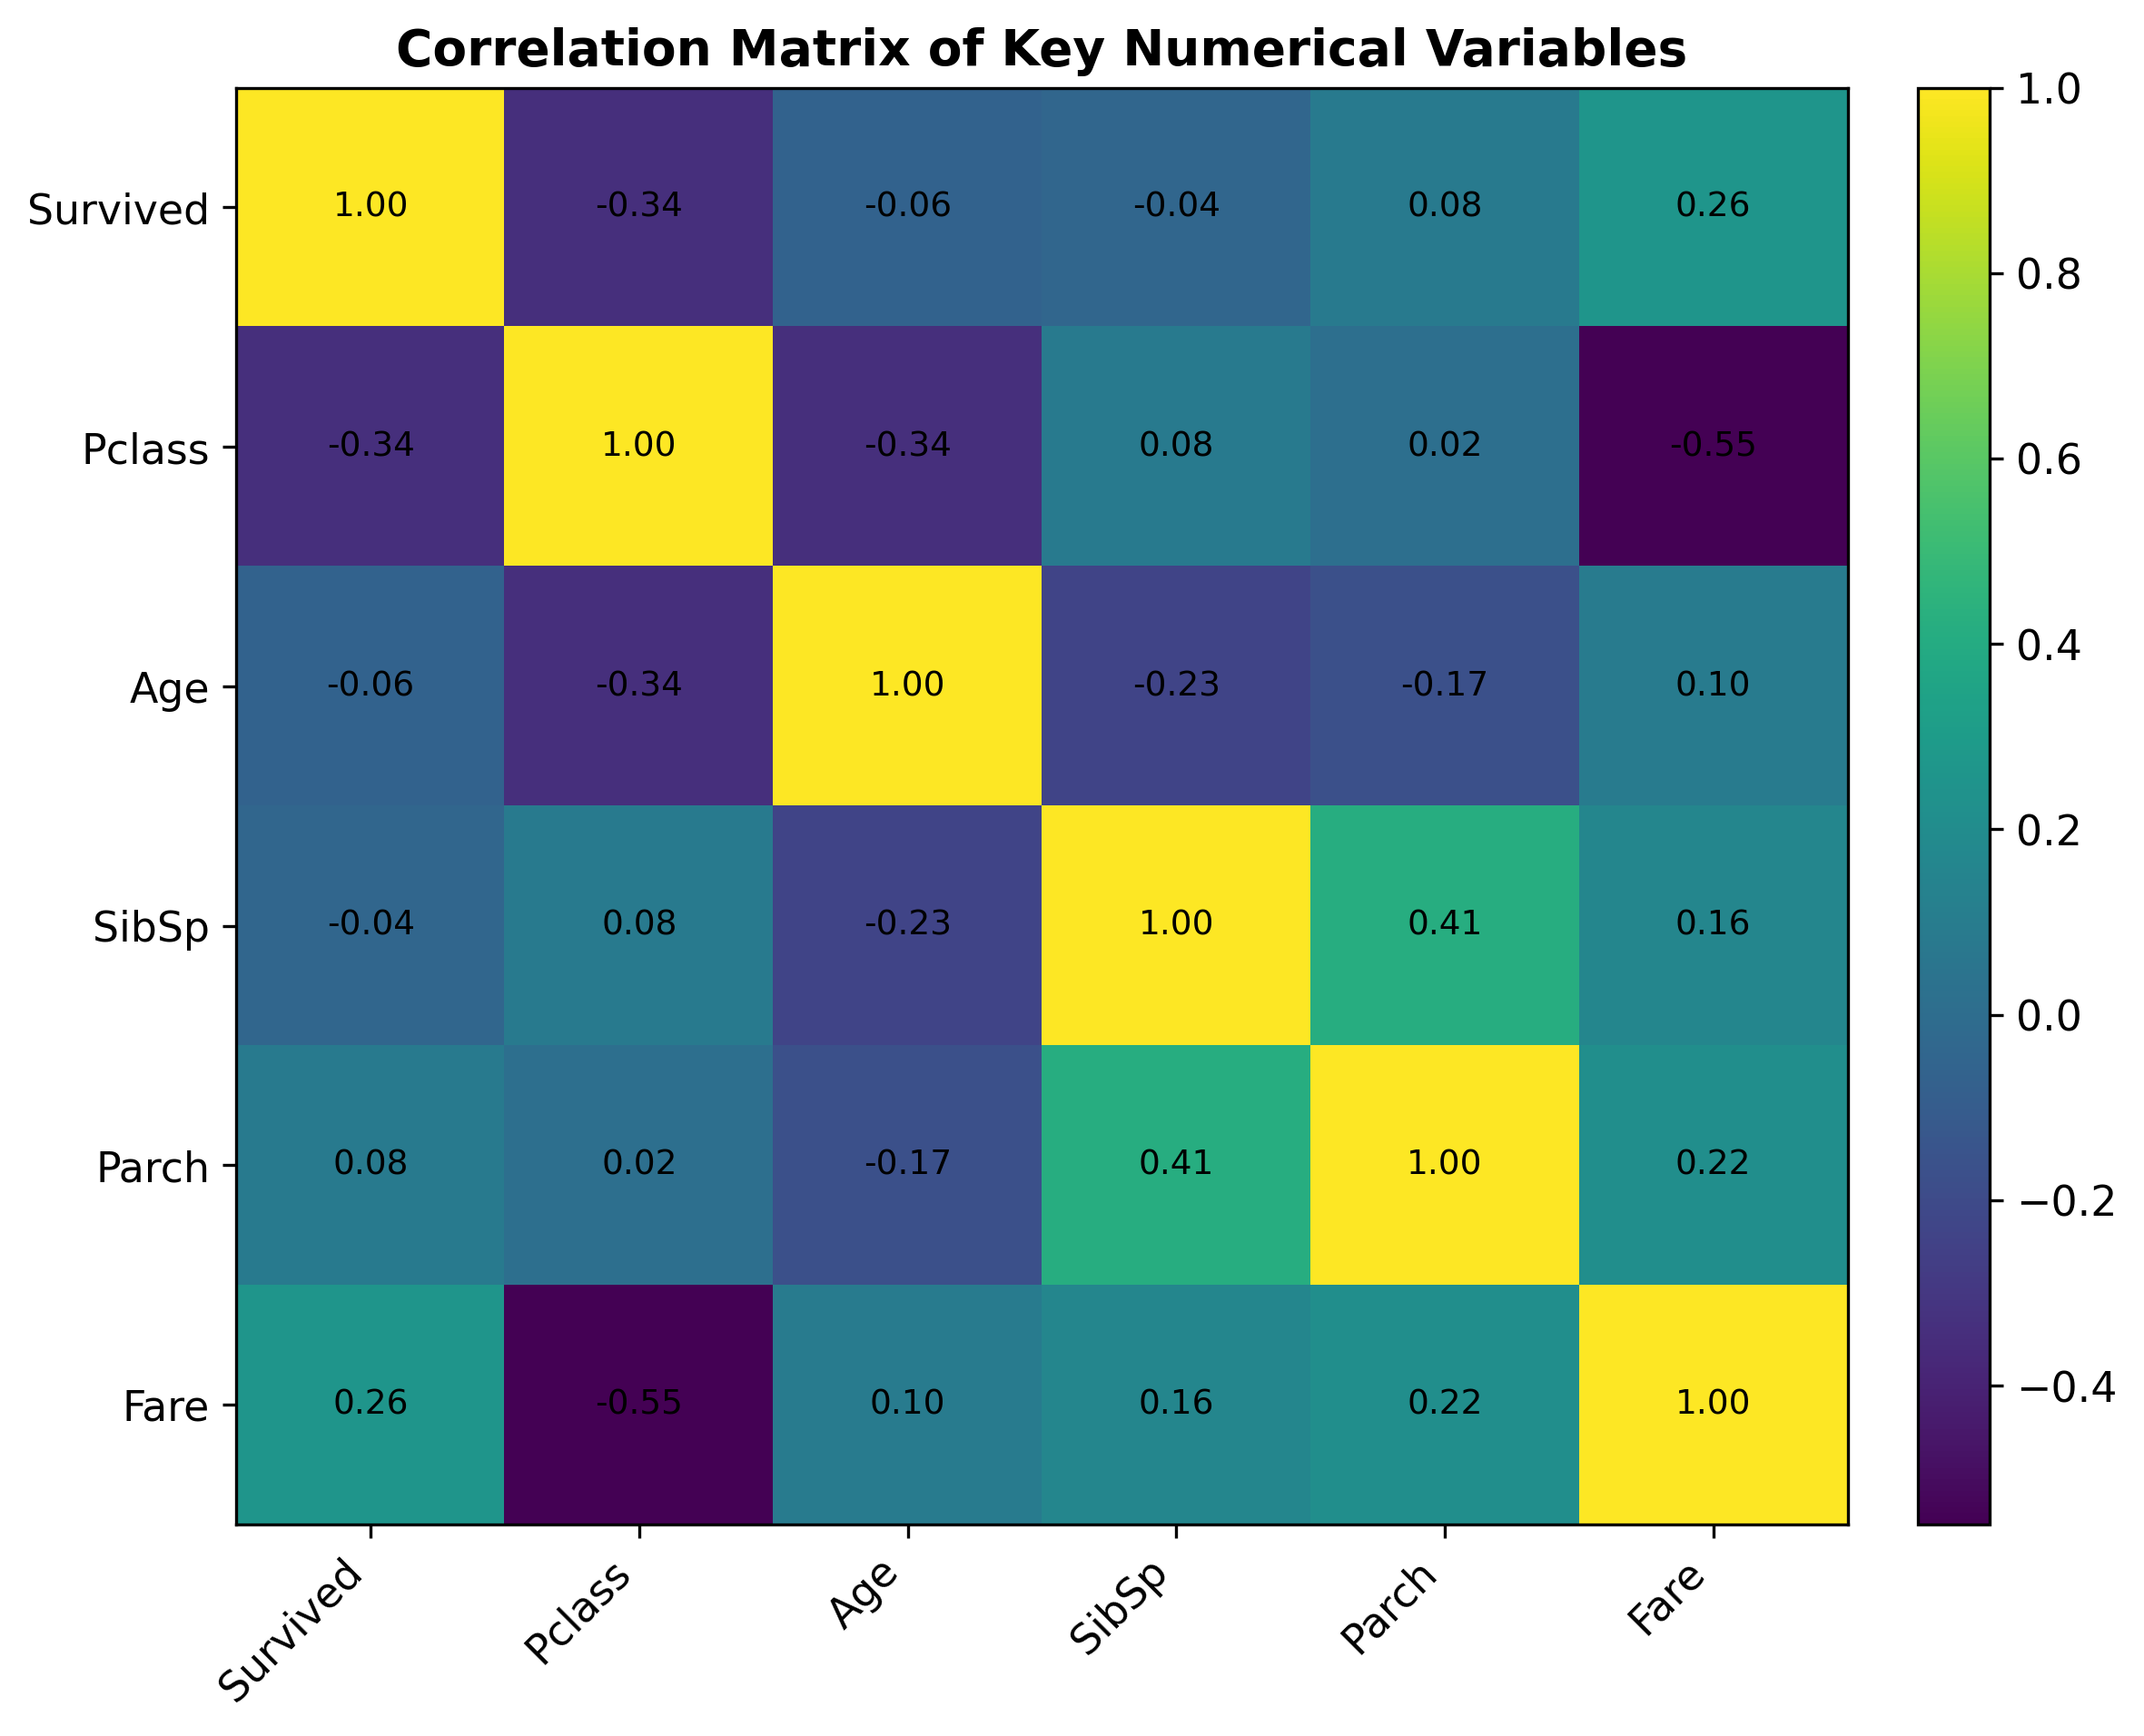 Correlation Matrix of Key Numerical Variables
Survived 1.00 -0.34 -0.06 -0.04 0.08 0.26
Pclass -0.34 1.00 -0.34 0.08 0.02 -0.55
Age -0.06 -0.34 1.00 -0.23 -0.17 0.10
SibSp -0.04 0.08 -0.23 1.00 0.41 0.16
Parch 0.08 0.02 -0.17 0.41 1.00 0.22
Fare 0.26 -0.55 0.10 0.16 0.22 1.00
Survived Pclass Age SibSp Parch Fare
1.0
0.8
0.6
0.4
0.2
0.0
−0.2
−0.4